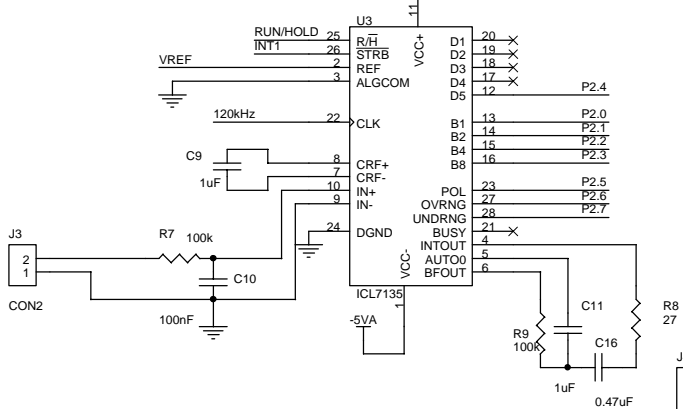 11
U3
VCC+
RUN/HOLD 25 R/H D1 20
INT1 26 STRB D2 19
VREF 2 REF D3 18
3 ALGCOM D4 17
D5 12 P2.4
120kHz 22 CLK B1 13 P2.0
B2 14 P2.1
B4 15 P2.2
C9 8 CRF+ B8 16 P2.3
1uF 7 CRF-
10 IN+ POL 23 P2.5
9 IN- OVRNG 27 P2.6
UNDRNG 28 P2.7
24 DGND BUSY 21
INTOUT 4
AUTO0 5
BFOUT 6
VCC-
ICL7135
1
-5VA
J3
2
1
CON2
R7 100k
C10
100nF
R9
100k
C11
1uF
C16
0.47uF
R8
27
J